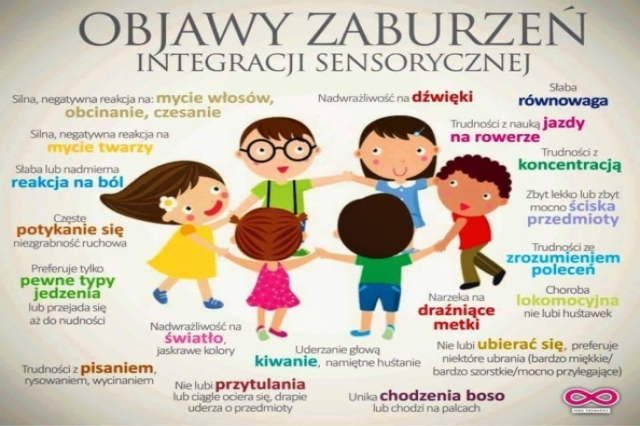 OBJAWY ZABURZEŃ
INTEGRACJI SENSORYCZNEJ
Silna, negatywna reakcja na: mycie włosów,
obcinanie, czesanie
Nadwrażliwość na dźwięki
Słaba
równowaga
Silna, negatywna reakcja na
mycie twarzy
Trudności z nauką jazdy
na rowerze
Słaba lub nadmierna
reakcja na ból
Trudności z
koncentracją
Zbyt lekko lub zbyt
mocno ściska
przedmioty
Częste
potykanie się
niezgrabność ruchowa
Trudności ze
zrozumieniem
poleceń
Preferuje tylko
pewne typy
jedzenia
lub przejada się
aż do nudności
Choroba
lokomocyjna
nie lubi huśtawek
Narzeka na
drażniące
metki
Nadwrażliwość na
światło,
jaskrawe kolory
Uderzanie głową
kiwanie, namiętne huśtanie
Nie lubi ubierać się, preferuje
niektóre ubrania (bardzo miękkie/
bardzo szorstkie/mocno przylegające)
Trudności z pisaniem,
rysowaniem, wycinaniem
Nie lubi przytulania
lub ciągle ociera się, drapie
uderza o przedmioty
Unika chodzenia boso
lub chodzi na palcach